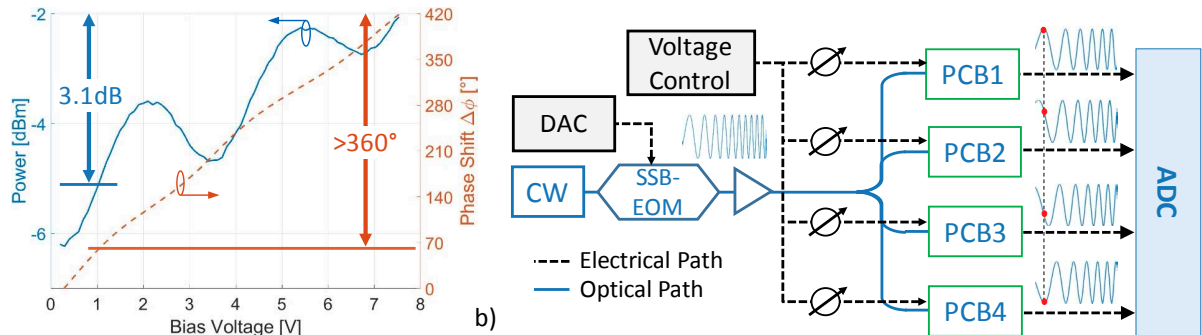 -2
-4
-6
Power [dBm]
3.1dB
>360°
420
350
280
210
140
70
0
Phase Shift Δϕ [°]
0 1 2 3 4 5 6 7 8
Bias Voltage [V]
b)
Voltage
Control
DAC
CW
SSB-
EOM
PCB1
PCB2
PCB3
PCB4
ADC
Electrical Path
Optical Path